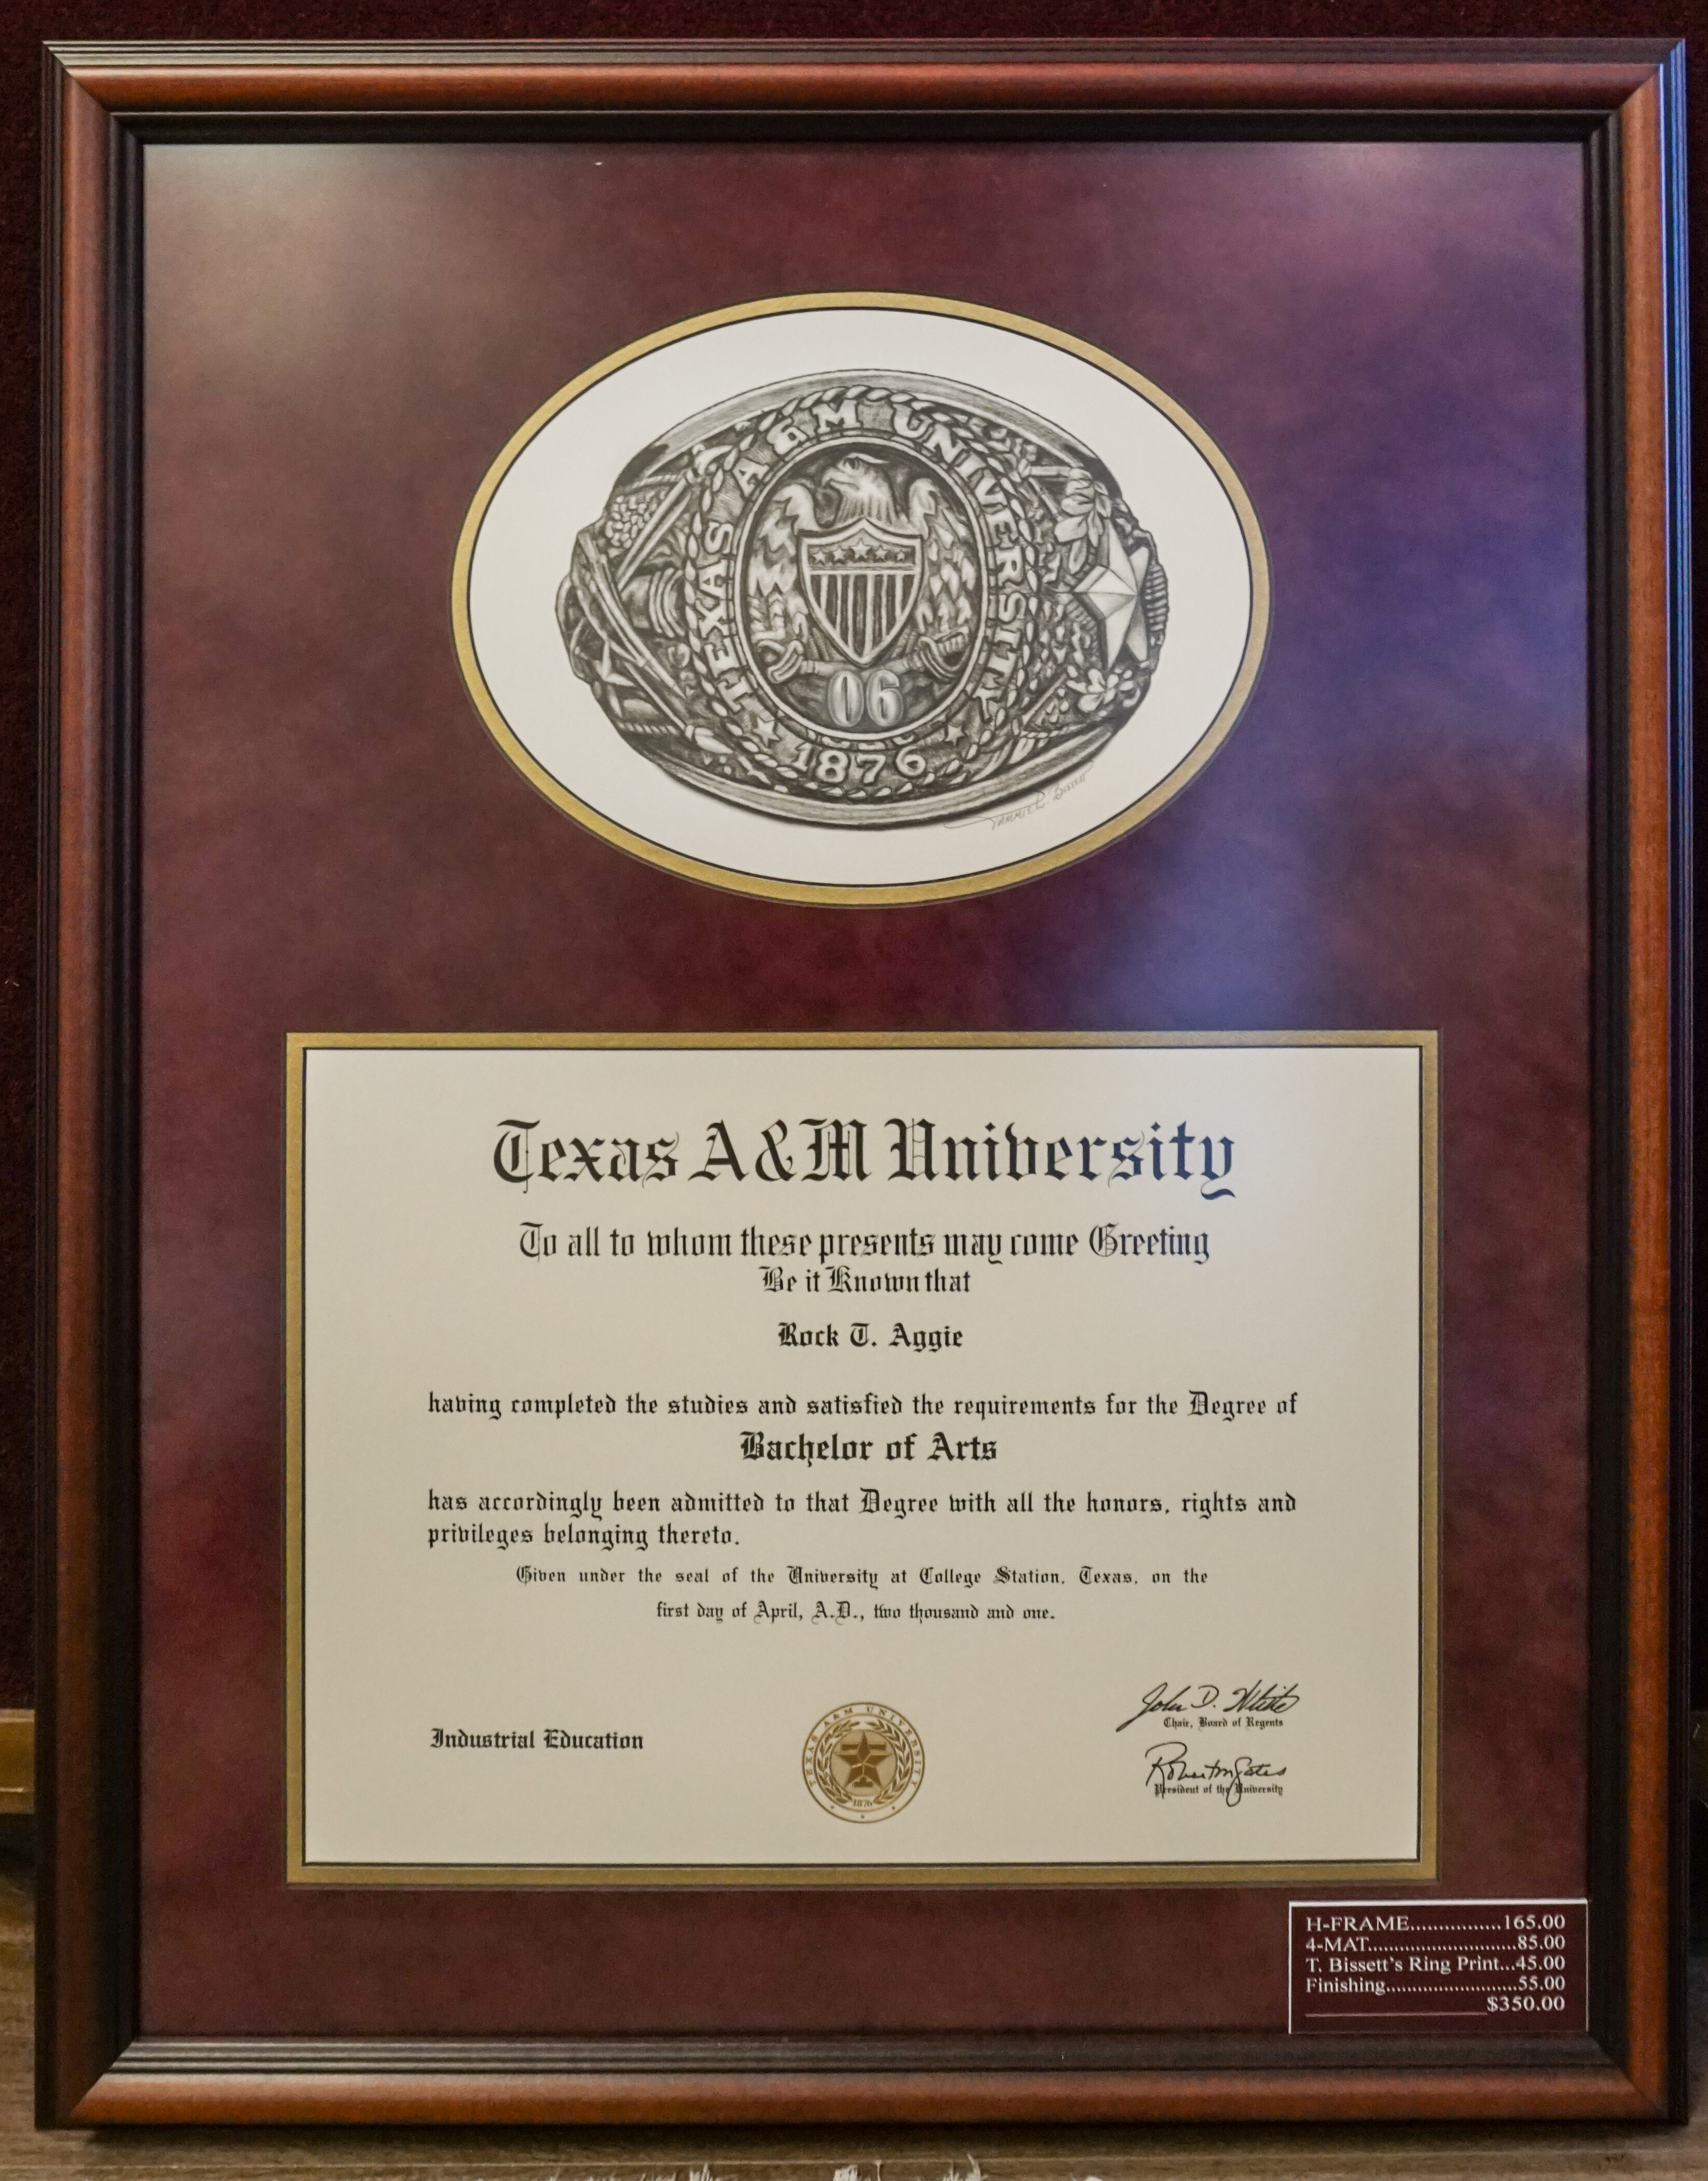 TEXAS A&M UNIVERSITY
06
1876
Texas A&M University
To all to whom these presents may come Greeting
Be it Known that
Rock T. Aggie
having completed the studies and satisfied the requirements for the Degree of
Bachelor of Arts
has accordingly been admitted to that Degree with all the honors, rights and
privileges belonging thereto.
Given under the seal of the University at College Station, Texas, on the
first day of April, A.D., two thousand and one.
Industrial Education
TEXAS A&M UNIVERSITY
1876
John D. White
Chair, Board of Regents
Robert M Gates
President of the University
H-FRAME................165.00
4-MAT...........................85.00
T. Bissett's Ring Print...45.00
Finishing........................55.00
$350.00